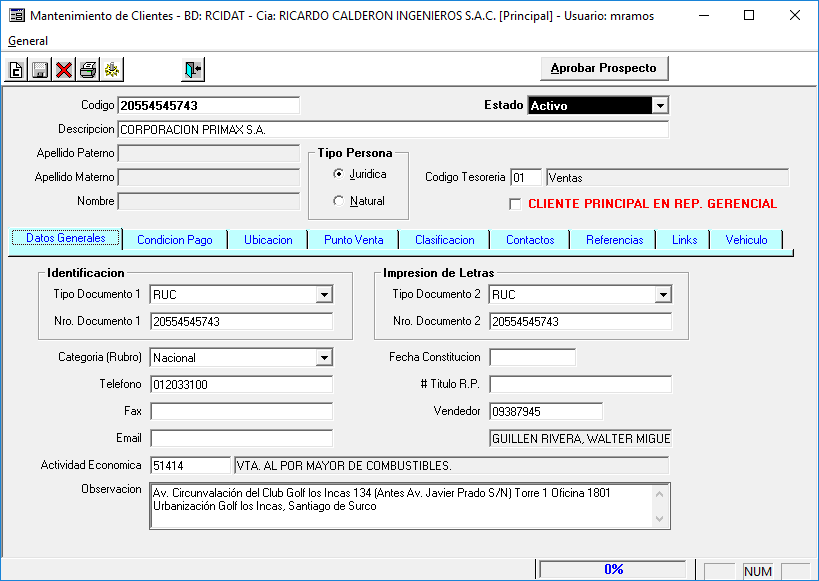 Mantenimiento de Clientes - BD: RCIDAT - Cia: RICARDO CALDERON INGENIEROS S.A.C. [Principal] - Usuario: mramos
General
Aprobar Prospecto
Codigo 20554545743 Estado Activo
Descripcion CORPORACION PRIMAX S.A.
Apellido Paterno
Apellido Materno
Nombre
Tipo Persona
Juridica
Natural
Codigo Tesoreria 01 Ventas
CLIENTE PRINCIPAL EN REP. GERENCIAL
Datos Generales Condicion Pago Ubicacion Punto Venta Clasificacion Contactos Referencias Links Vehiculo
Identificacion
Tipo Documento 1 RUC
Nro. Documento 1 20554545743
Impresion de Letras
Tipo Documento 2 RUC
Nro. Documento 2 20554545743
Categoria (Rubro) Nacional
Fecha Constitucion
Telefono 012033100
# Titulo R.P.
Fax
Vendedor 09387945
Email
GUILLEN RIVERA, WALTER MIGUE
Actividad Economica 51414 VTA. AL POR MAYOR DE COMBUSTIBLES.
Observacion
Av. Circunvalación del Club Golf los Incas 134 (Antes Av. Javier Prado S/N) Torre 1 Oficina 1801
Urbanización Golf los Incas, Santiago de Surco
0%
NUM